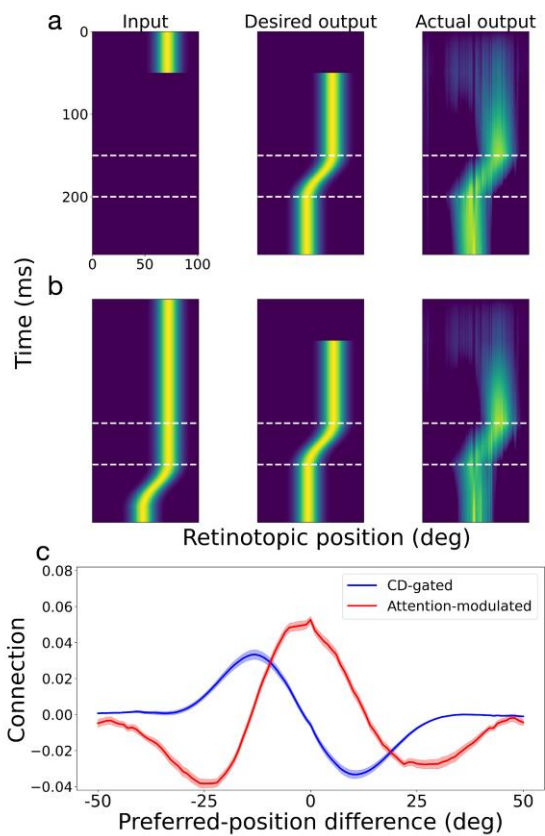 a
Input Desired output Actual output
0
100
200
0 50 100
b
Time (ms)
Retinotopic position (deg)
c
0.08
0.06
0.04
0.02
0.00
-0.02
-0.04
CD-gated
Attention-modulated
Connection
-50 -25 0 25 50
Preferred-position difference (deg)